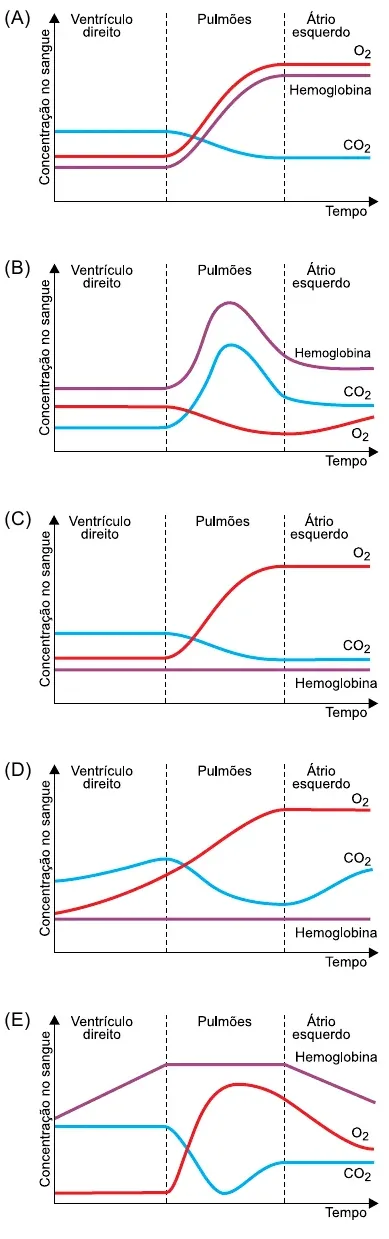 (A)
Concentração no sangue
Ventrículo
direito
Pulmões
Átrio
esquerdo
O2
Hemoglobina
CO2
Tempo
(B)
Concentração no sangue
Ventrículo
direito
Pulmões
Átrio
esquerdo
Hemoglobina
CO2
O2
Tempo
(C)
Concentração no sangue
Ventrículo
direito
Pulmões
Átrio
esquerdo
O2
CO2
Hemoglobina
Tempo
(D)
Concentração no sangue
Ventrículo
direito
Pulmões
Átrio
esquerdo
O2
CO2
Hemoglobina
Tempo
(E)
Concentração no sangue
Ventrículo
direito
Pulmões
Átrio
esquerdo
Hemoglobina
O2
CO2
Tempo